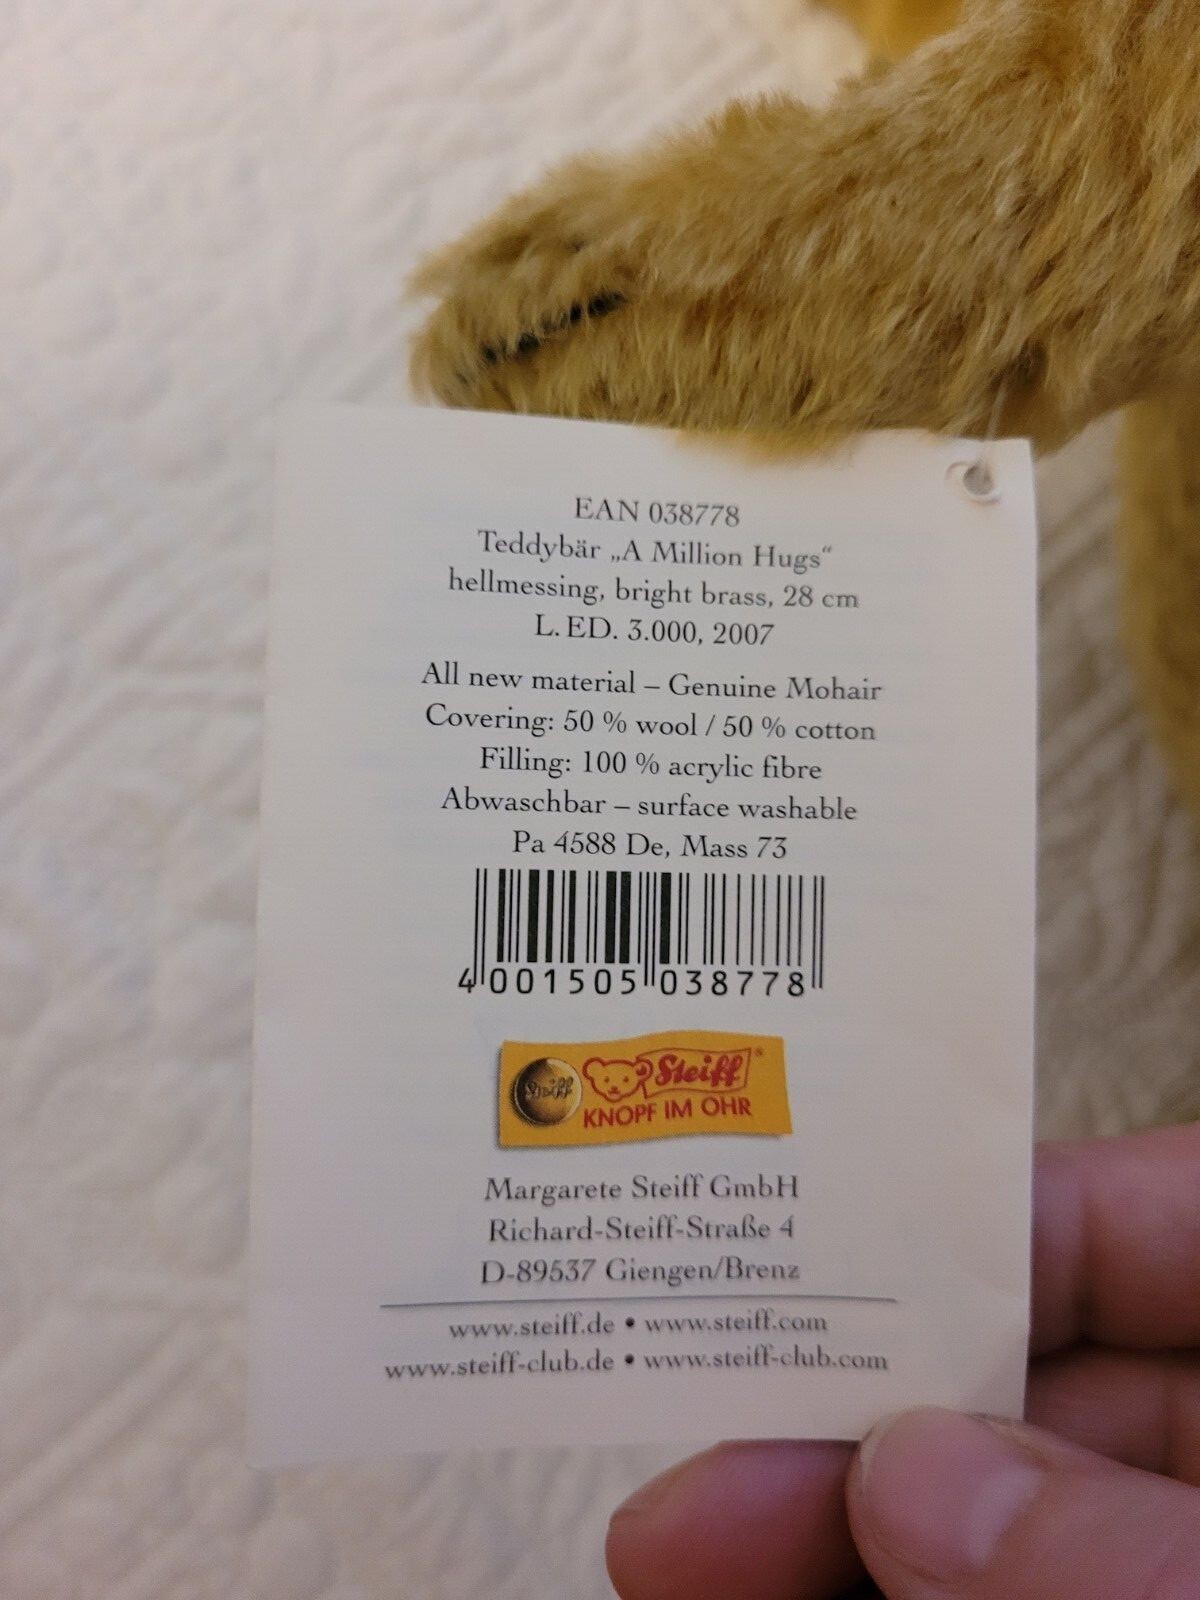 EAN 038778
Teddybär „A Million Hugs“
hellmessing, bright brass, 28 cm
L. ED. 3.000, 2007
All new material – Genuine Mohair
Covering: 50 % wool / 50 % cotton
Filling: 100 % acrylic fibre
Abwaschbar – surface washable
Pa 4588 De, Mass 73
4 001505 038778
Steiff
Steiff®
KNOPF IM OHR
Margarete Steiff GmbH
Richard-Steiff-Straße 4
D-89537 Giengen/Brenz
www.steiff.de • www.steiff.com
www.steiff-club.de • www.steiff-club.com